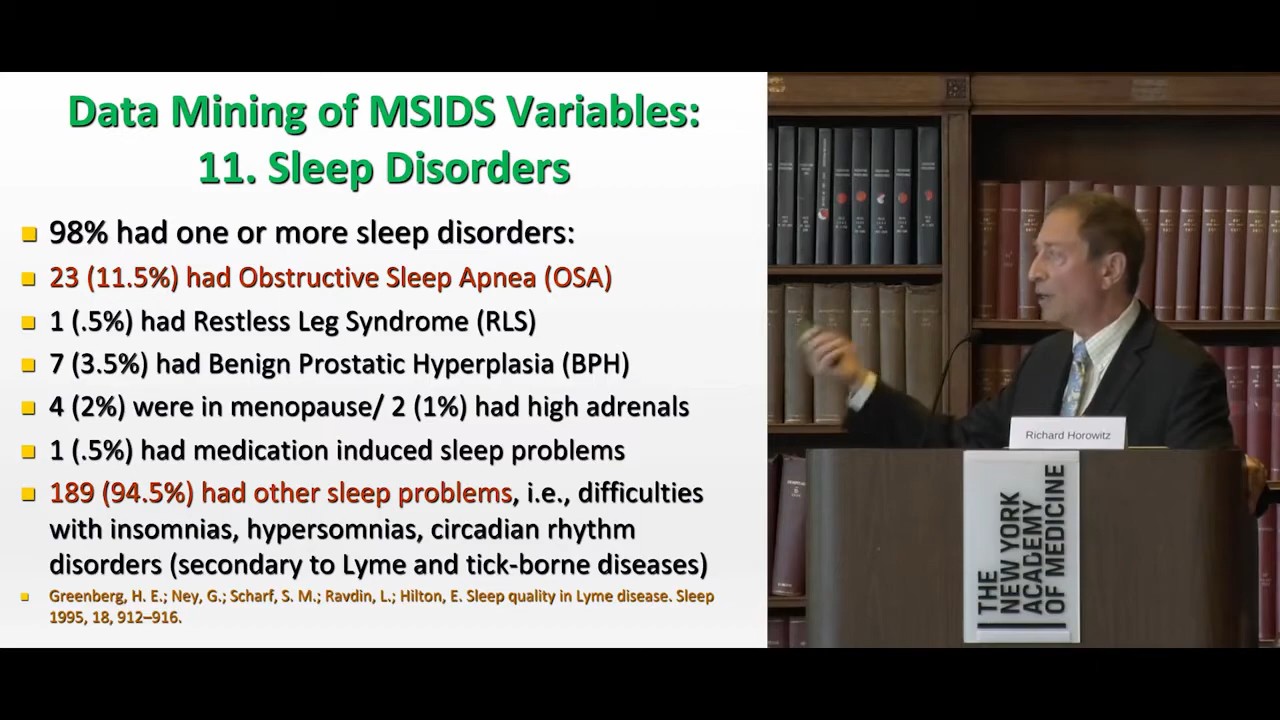 Data Mining of MSIDS Variables:
11. Sleep Disorders
98% had one or more sleep disorders:
23 (11.5%) had Obstructive Sleep Apnea (OSA)
1 (.5%) had Restless Leg Syndrome (RLS)
7 (3.5%) had Benign Prostatic Hyperplasia (BPH)
4 (2%) were in menopause/ 2 (1%) had high adrenals
1 (.5%) had medication induced sleep problems
189 (94.5%) had other sleep problems, i.e., difficulties
with insomnias, hypersomnias, circadian rhythm
disorders (secondary to Lyme and tick-borne diseases)
Greenberg, H. E.; Ney, G.; Scharf, S. M.; Ravdin, L.; Hilton, E. Sleep quality in Lyme disease. Sleep
1995, 18, 912–916.
Richard Horowitz
THE
NEW YORK
ACADEMY
OF MEDICINE